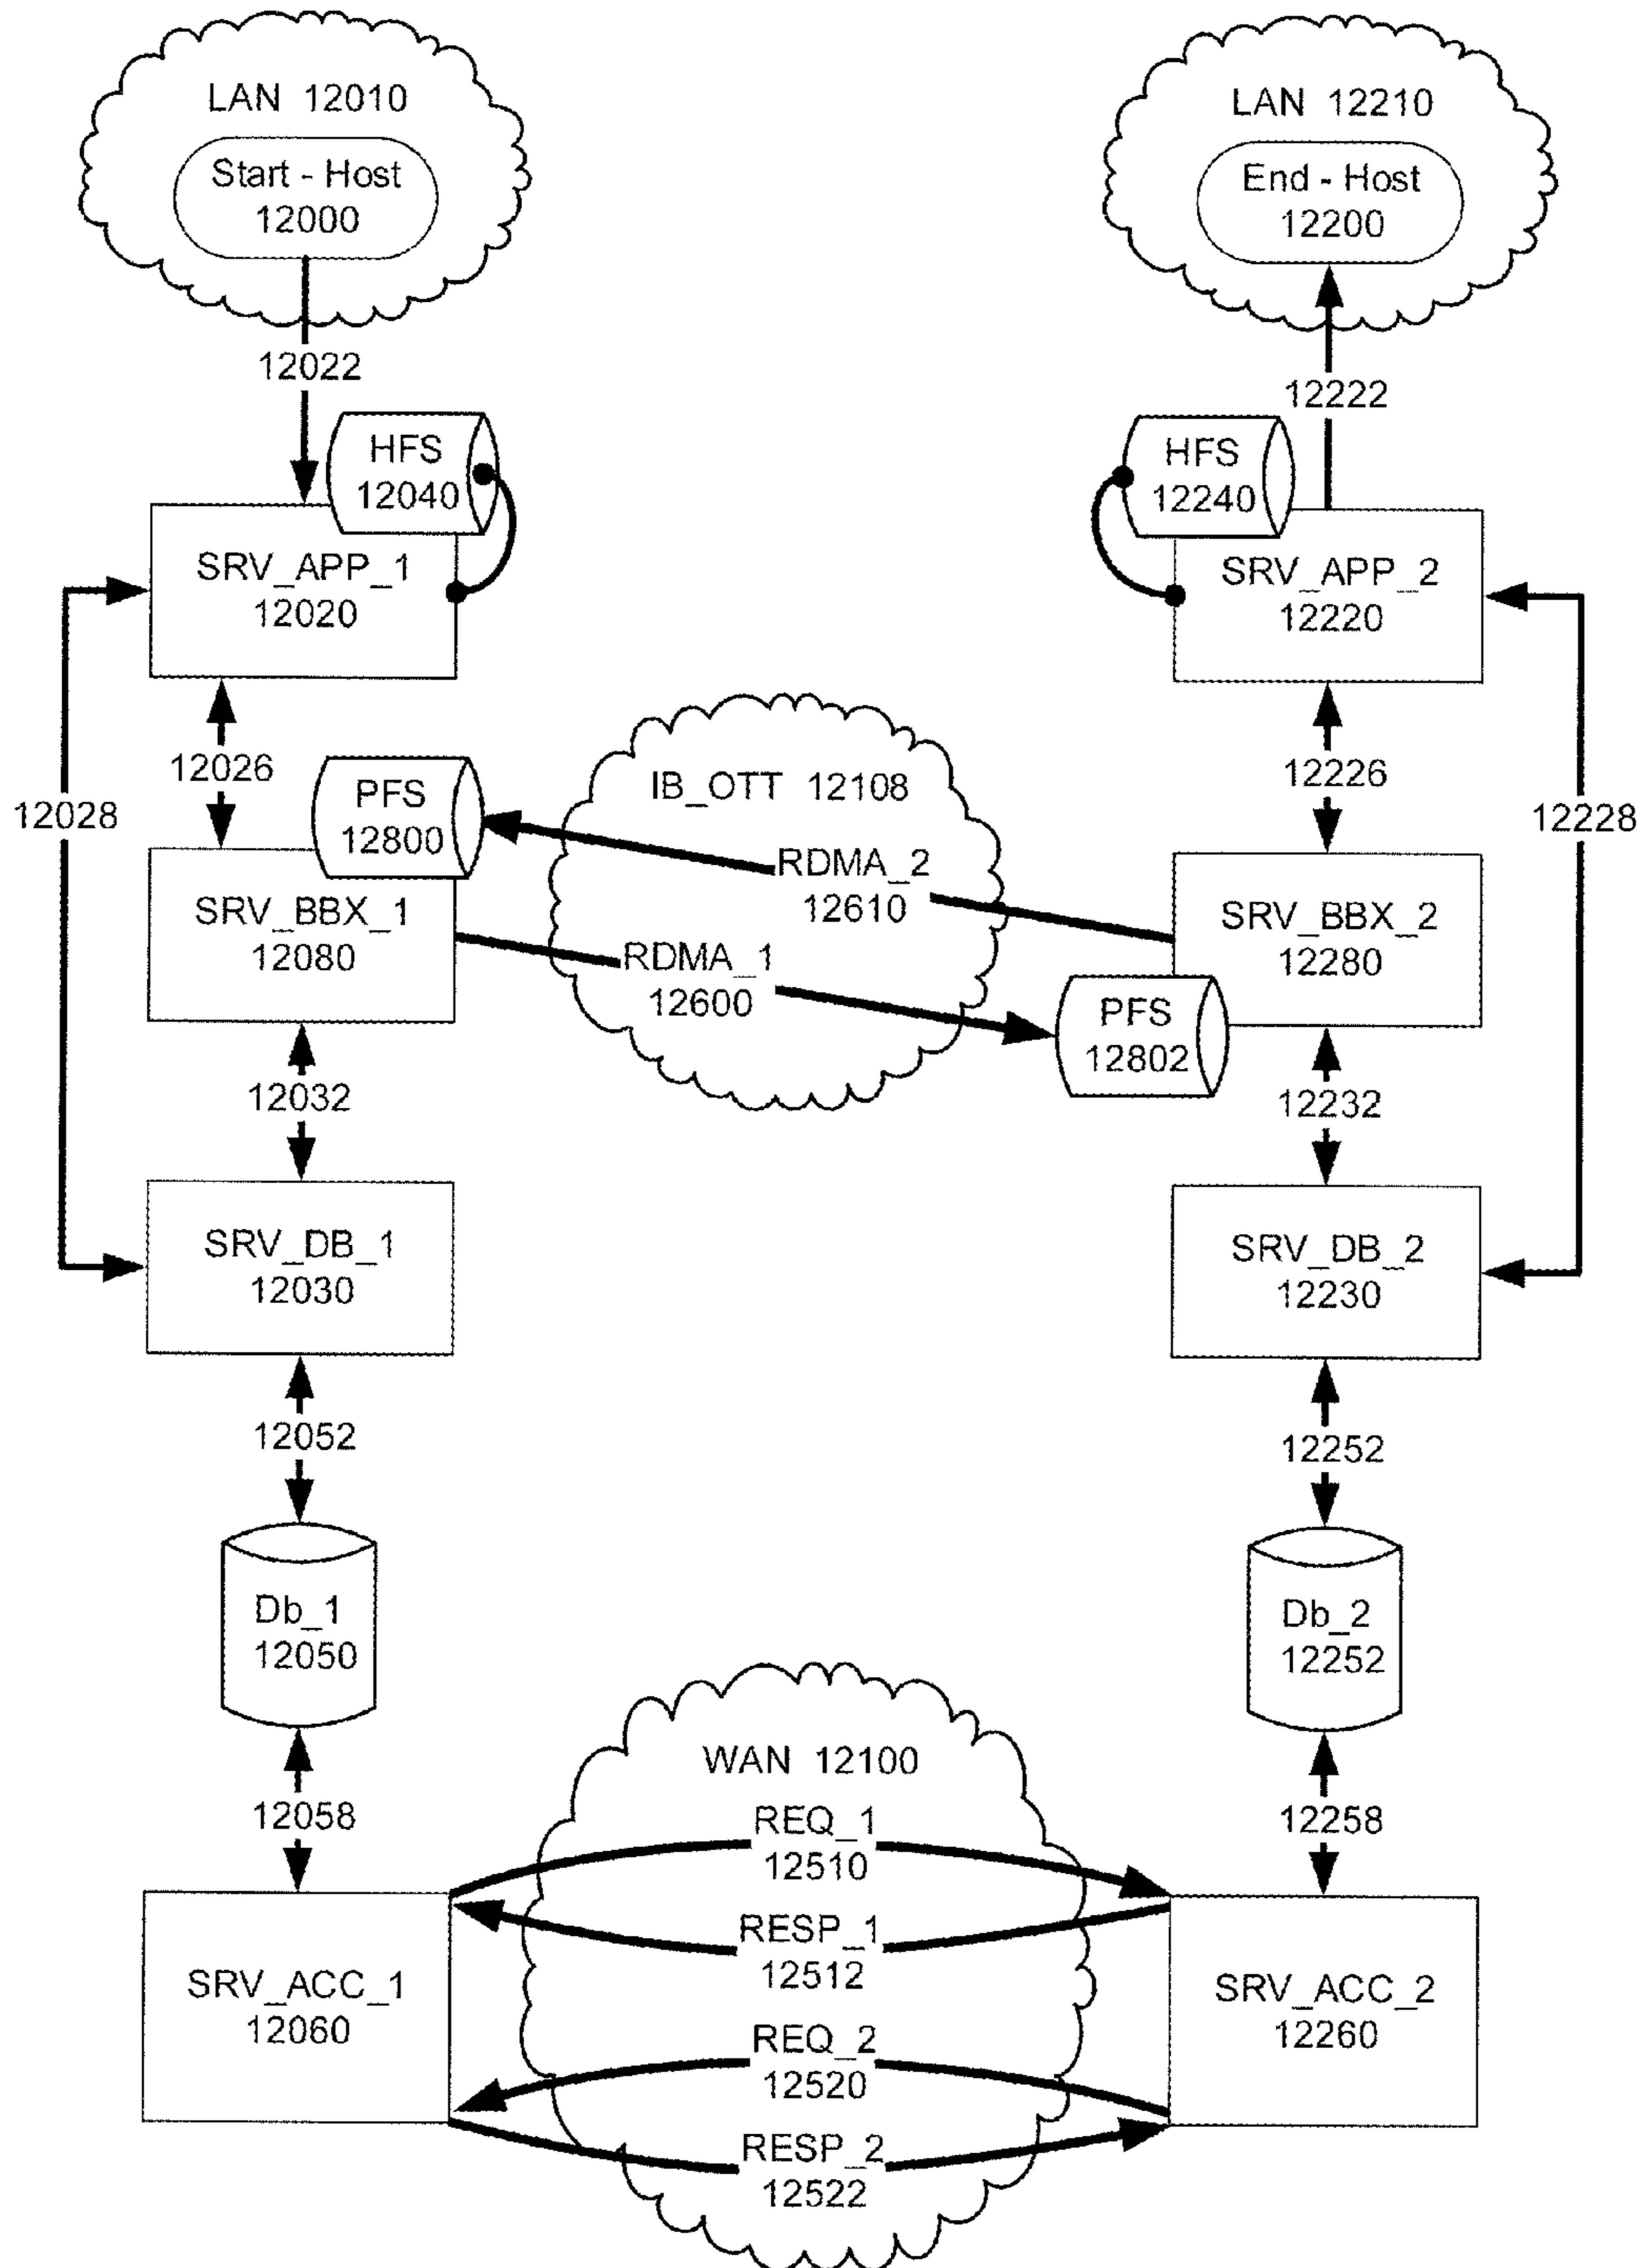 LAN 12010
Start - Host
12000
LAN 12210
End - Host
12200
12022
12222
HFS
12040
HFS
12240
SRV_APP_1
12020
SRV_APP_2
12220
12026
12226
12028
12228
PFS
12800
IB_OTT 12108
RDMA_2
12610
SRV_BBX_1
12080
SRV_BBX_2
12280
RDMA_1
12600
PFS
12802
12032
12232
SRV_DB_1
12030
SRV_DB_2
12230
12052
12252
Db_1
12050
Db_2
12252
WAN 12100
12058
12258
REQ_1
12510
RESP_1
12512
SRV_ACC_1
12060
SRV_ACC_2
12260
REQ_2
12520
RESP_2
12522